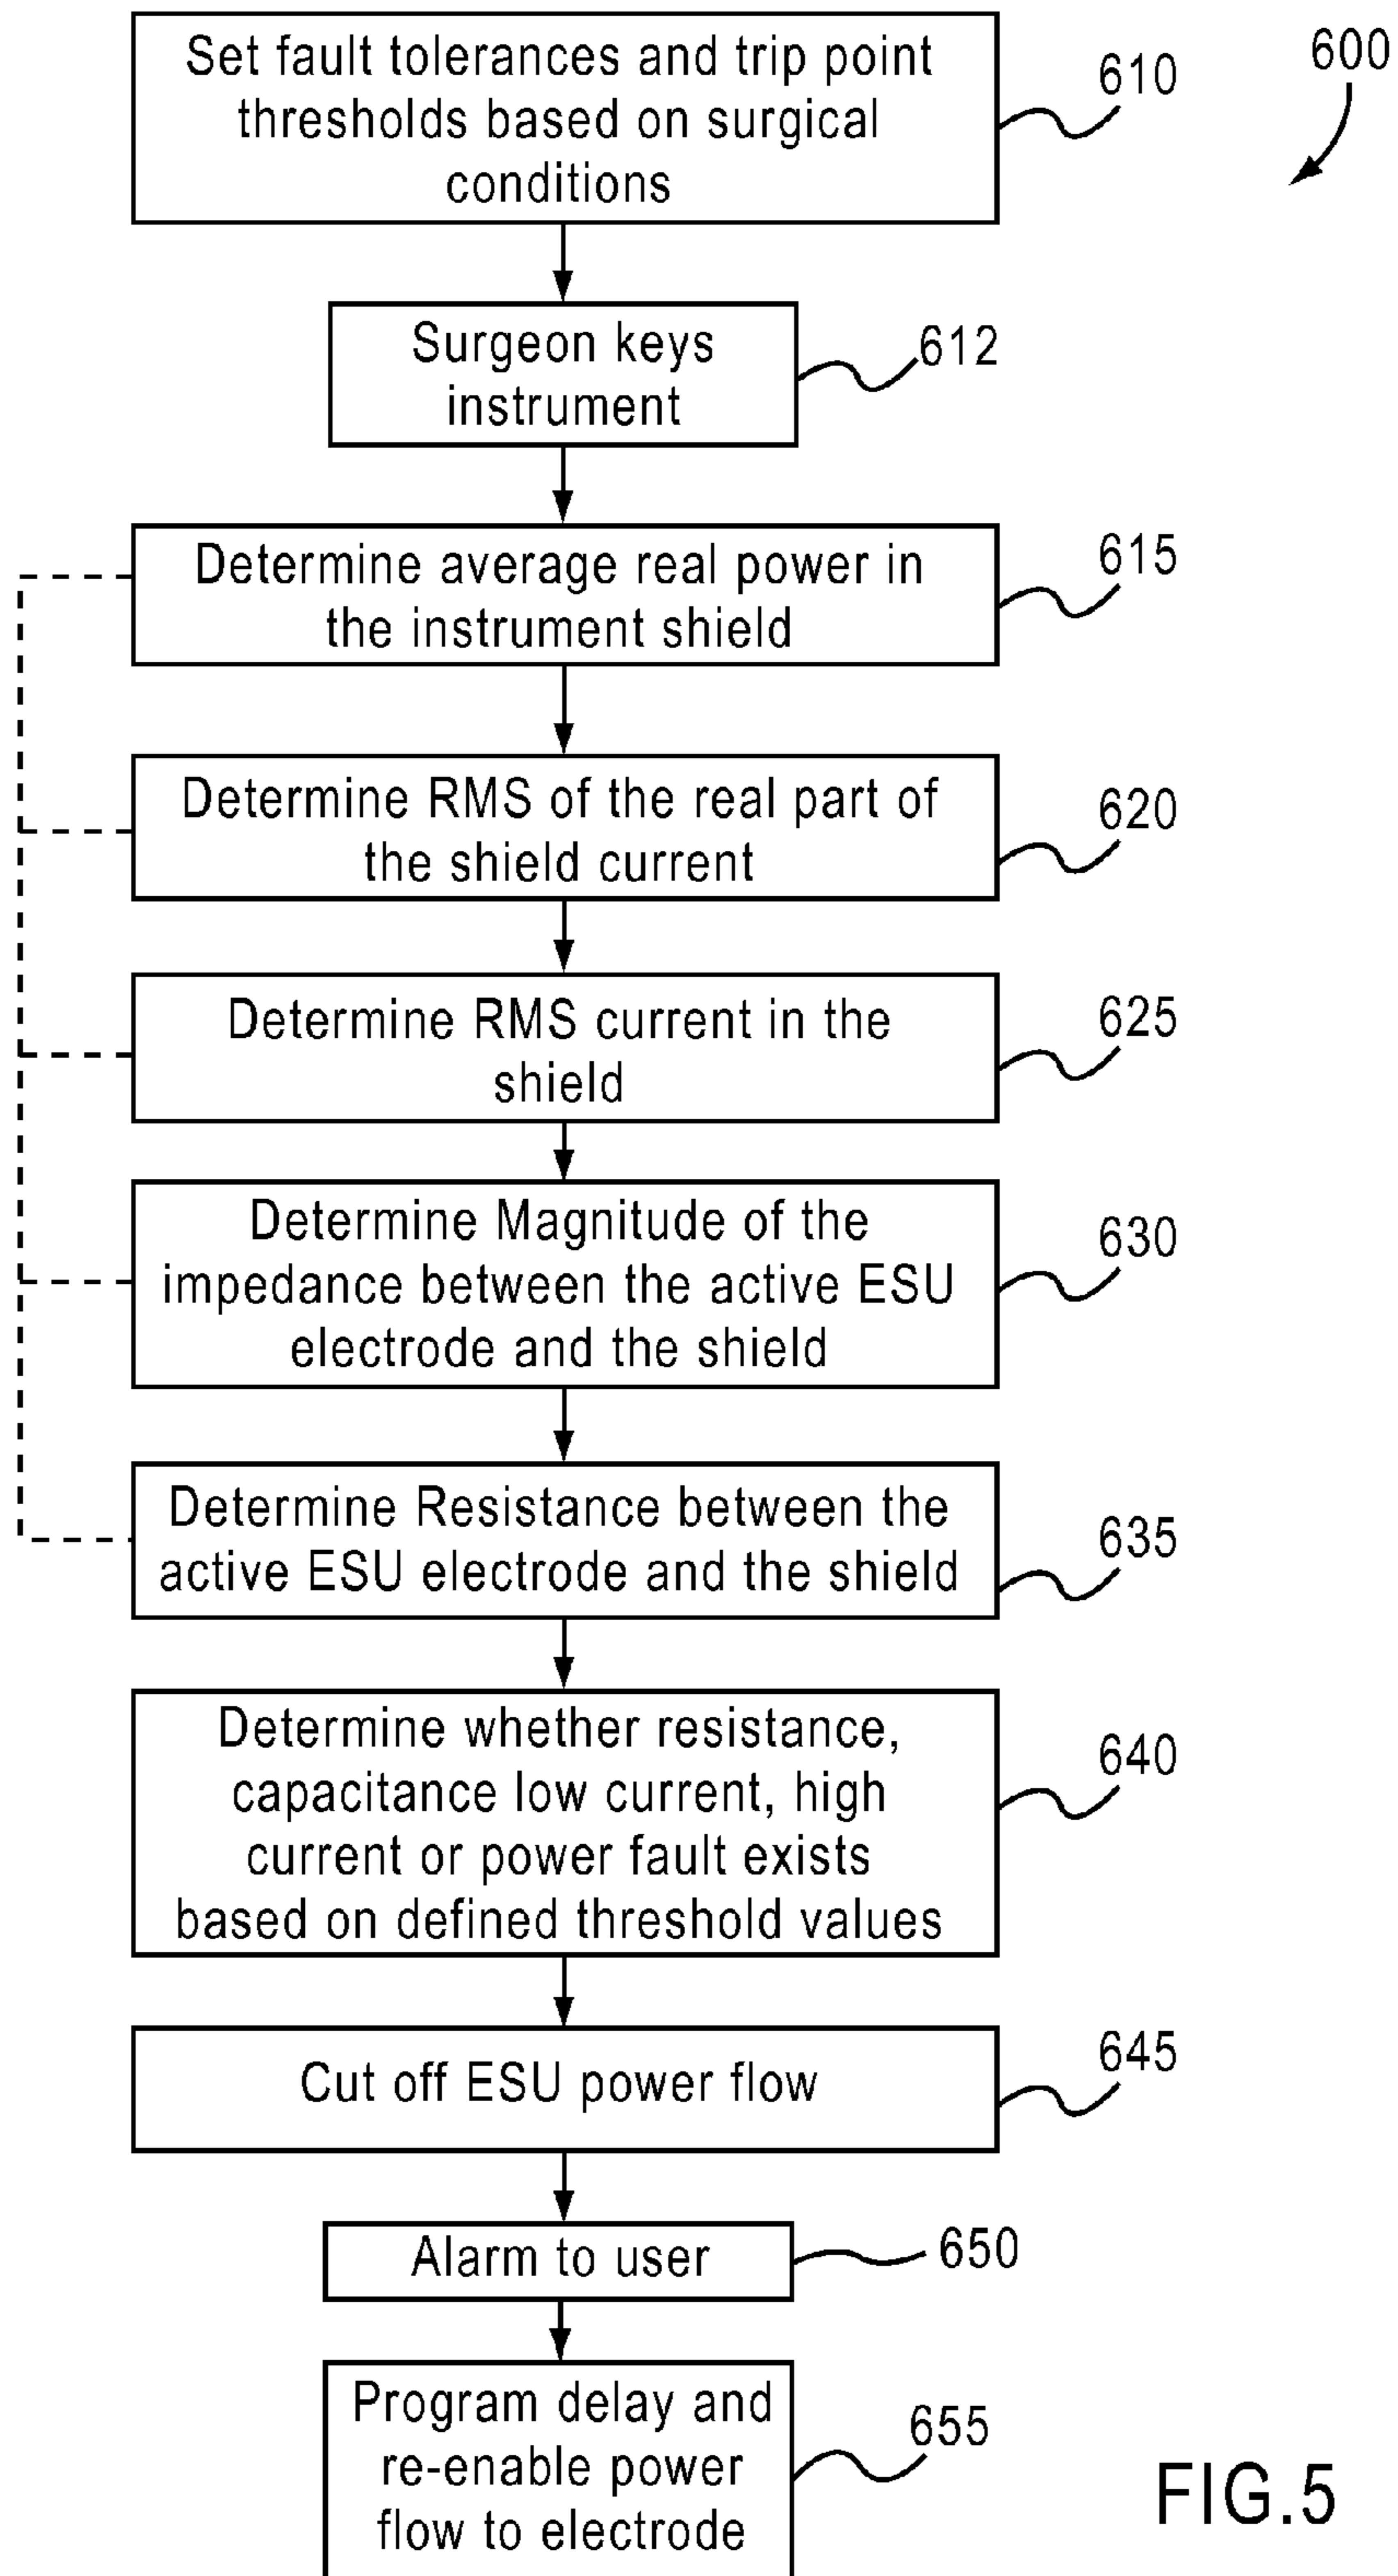 600
Set fault tolerances and trip point
thresholds based on surgical
conditions
610
Surgeon keys
instrument
612
Determine average real power in
the instrument shield
615
Determine RMS of the real part of
the shield current
620
Determine RMS current in the
shield
625
Determine Magnitude of the
impedance between the active ESU
electrode and the shield
630
Determine Resistance between the
active ESU electrode and the shield
635
Determine whether resistance,
capacitance low current, high
current or power fault exists
based on defined threshold values
640
Cut off ESU power flow
645
Alarm to user
650
Program delay and
re-enable power
flow to electrode
655
FIG.5